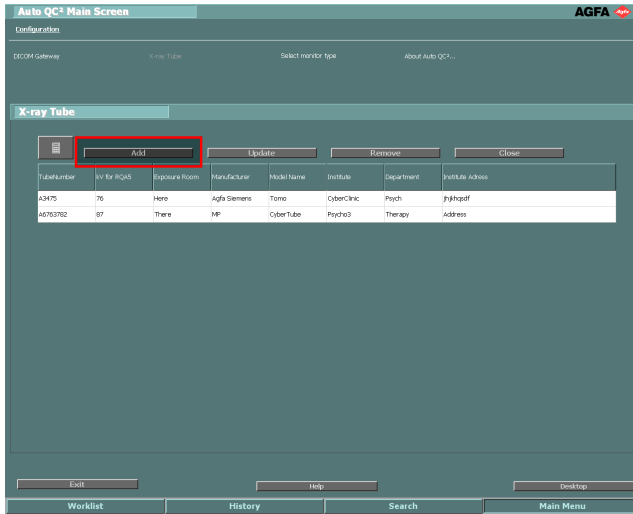 Auto QC² Main Screen
AGFA
Agfa
Configuration
DICOM Gateway X-ray Tube Select monitor type About Auto QC²...
X-ray Tube
Add Update Remove Close
TubeNumber kV for RQA5 Exposure Room Manufacturer Model Name Institute Department Institute Adress
A3475 76 Here Agfa Siemens Tomo CyberClinic Psych jhjkhqsdf
A6763782 87 There MP CyberTube Psycho3 Therapy Address
Exit Help Desktop
Worklist History Search Main Menu